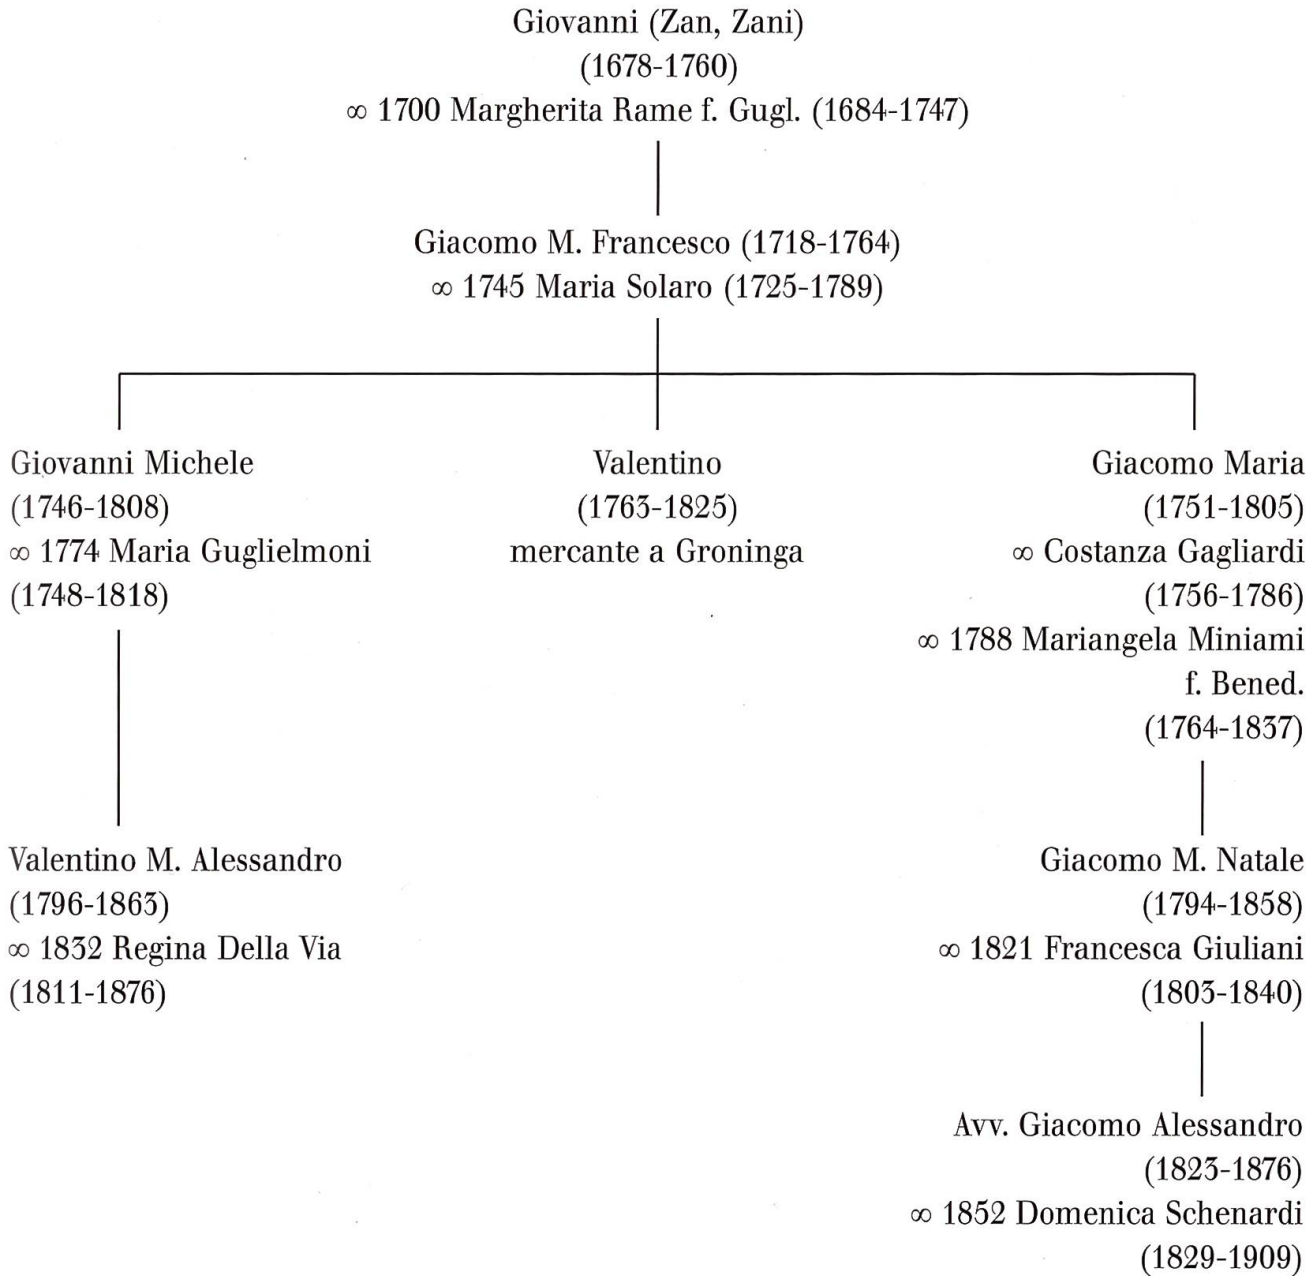 Giovanni (Zan, Zani)
(1678-1760)
∞ 1700 Margherita Rame f. Gugl. (1684-1747)
Giacomo M. Francesco (1718-1764)
∞ 1745 Maria Solaro (1725-1789)
Giovanni Michele
(1746-1808)
∞ 1774 Maria Guglielmoni
(1748-1818)
Valentino
(1763-1825)
mercante a Groninga
Giacomo Maria
(1751-1805)
∞ Costanza Gagliardi
(1756-1786)
∞ 1788 Mariangela Miniami
f. Bened.
(1764-1837)
Valentino M. Alessandro
(1796-1863)
∞ 1832 Regina Della Via
(1811-1876)
Giacomo M. Natale
(1794-1858)
∞ 1821 Francesca Giuliani
(1803-1840)
Avv. Giacomo Alessandro
(1823-1876)
∞ 1852 Domenica Schenardi
(1829-1909)